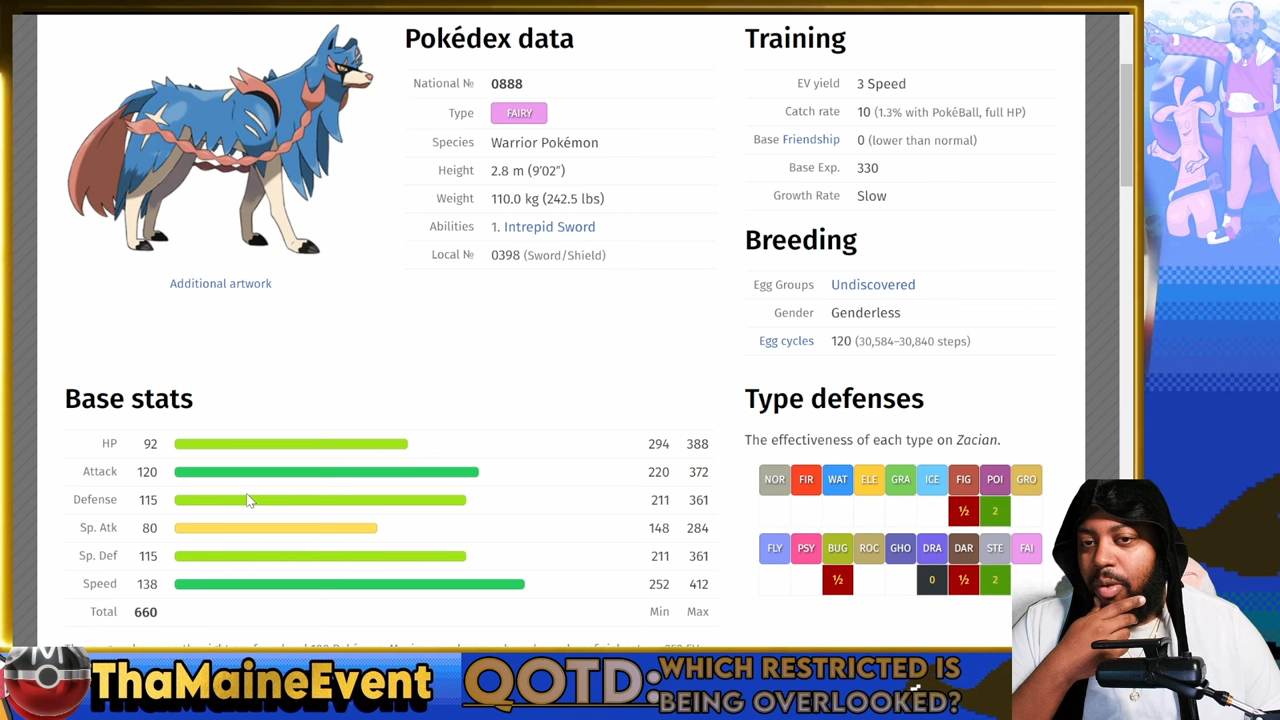 Pokédex data
National № 0888
Type FAIRY
Species Warrior Pokémon
Height 2.8 m (9′02″)
Weight 110.0 kg (242.5 lbs)
Abilities 1. Intrepid Sword
Local № 0398 (Sword/Shield)
Additional artwork
Training
EV yield 3 Speed
Catch rate 10 (1.3% with PokéBall, full HP)
Base Friendship 0 (lower than normal)
Base Exp. 330
Growth Rate Slow
Breeding
Egg Groups Undiscovered
Gender Genderless
Egg cycles 120 (30,584–30,840 steps)
Base stats
HP 92 294 388
Attack 120 220 372
Defense 115 211 361
Sp. Atk 80 148 284
Sp. Def 115 211 361
Speed 138 252 412
Total 660 Min Max
Type defenses
The effectiveness of each type on Zacian.
NOR FIR WAT ELE GRA ICE FIG POI GRO
½ 2
FLY PSY BUG ROC GHO DRA DAR STE FAI
½ 0 ½ 2
ThaMaineEvent
QOTD: WHICH RESTRICTED IS
BEING OVERLOOKED?